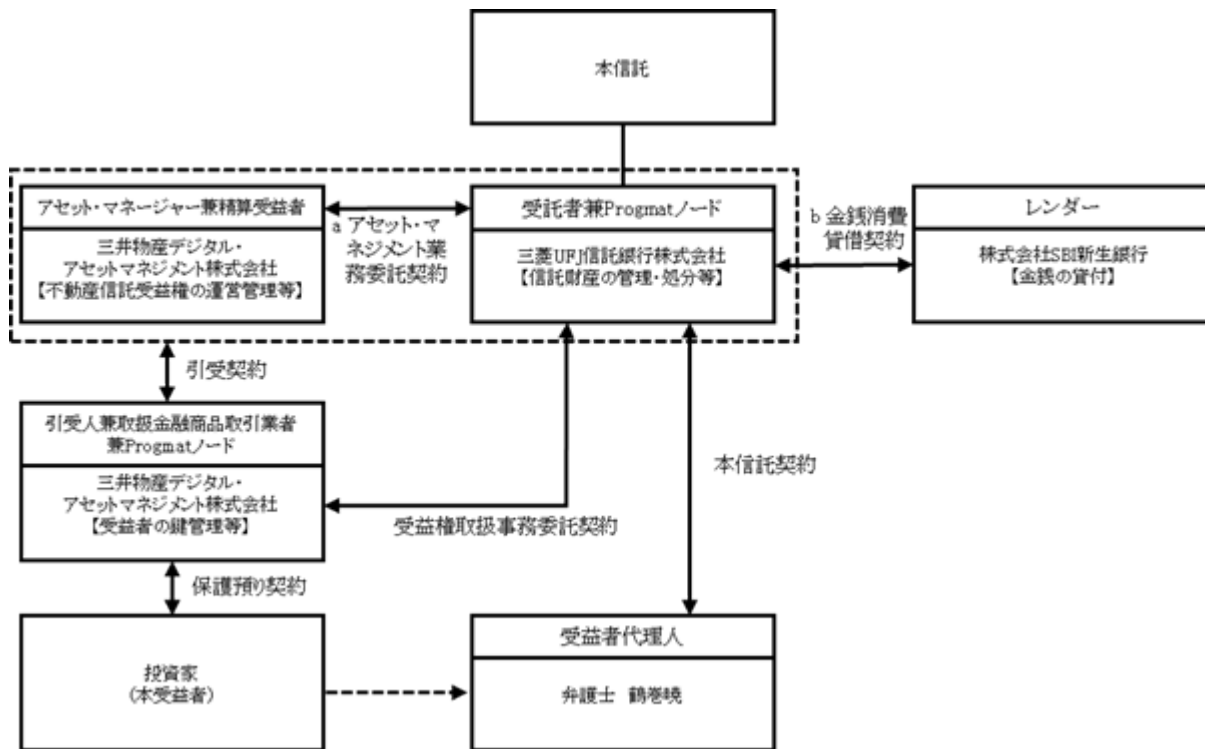 本信託
アセット・マネージャー兼精算受益者
三井物産デジタル・
アセットマネジメント株式会社
【不動産信託受益権の運営管理等】
a アセット・マ
ネジメント業
務委託契約
受託者兼Progmatノード
三菱UFJ信託銀行株式会社
【信託財産の管理・処分等】
b 金銭消費
貸借契約
レンダー
株式会社SBI新生銀行
【金銭の貸付】
引受契約
引受人兼取扱金融商品取引業者
兼Progmatノード
三井物産デジタル・
アセットマネジメント株式会社
【受益者の鍵管理等】
受益権取扱事務委託契約
本信託契約
保護預り契約
投資家
(本受益者)
受益者代理人
弁護士 鶴巻暁